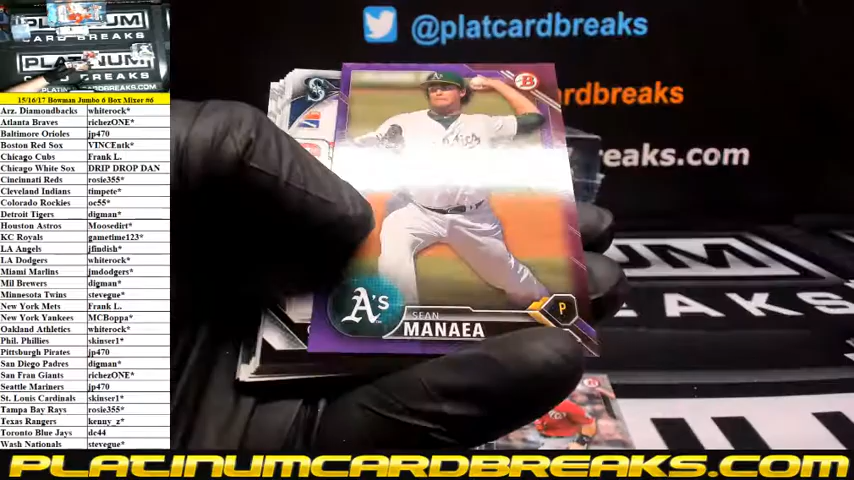 @platcardbreaks
cardbreaks
reaks.com
PLATINUM
CARD BREAKS
15/16/17 Bowman Jumbo 6 Box Mixer #6
Arz. Diamondbacks whiterock*
Atlanta Braves richezONE*
Baltimore Orioles jp470
Boston Red Sox VINCEntk*
Chicago Cubs Frank L.
Chicago White Sox DRIP DROP DAN
Cincinnati Reds rosie355*
Cleveland Indians timpete*
Colorado Rockies oc55*
Detroit Tigers digman*
Houston Astros Moosedirt*
KC Royals gametime123*
LA Angels jfindish*
LA Dodgers whiterock*
Miami Marlins jmdodgers*
Mil Brewers digman*
Minnesota Twins stevegue*
New York Mets Frank L.
New York Yankees MCBoppa*
Oakland Athletics whiterock*
Phil. Phillies skinser1*
Pittsburgh Pirates jp470
San Diego Padres digman*
San Fran Giants richezONE*
Seattle Mariners jp470
St. Louis Cardinals skinser1*
Tampa Bay Rays rosie355*
Texas Rangers kenny_z*
Toronto Blue Jays dc44
Wash Nationals stevegue*
B
A's
SEAN
MANAEA
P
PLATINUM
BREAKS
PLATINUMCARDBREAKS.COM